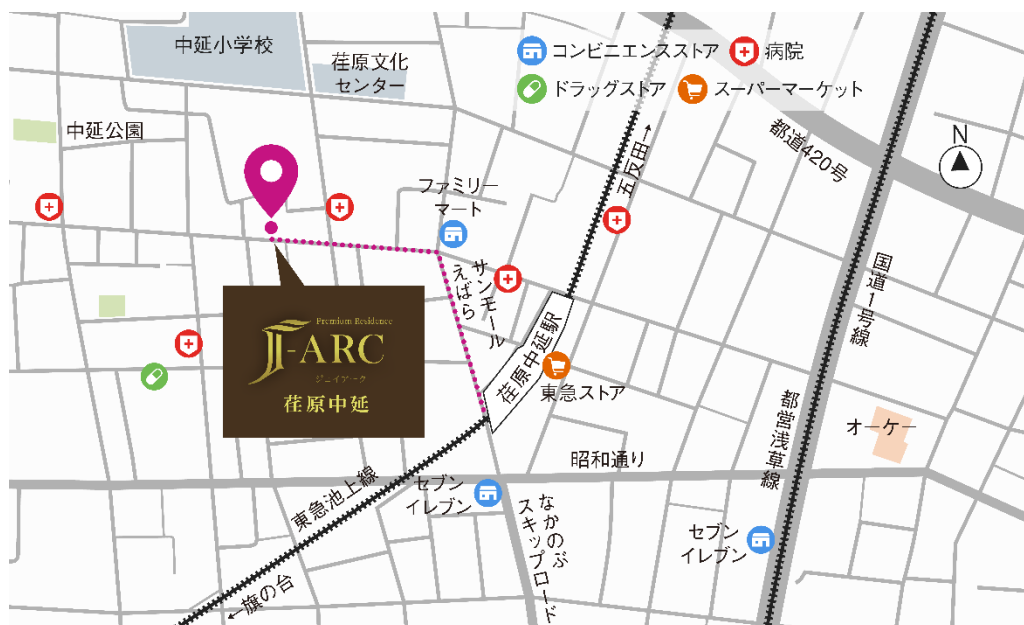 中延小学校
荏原文化
センター
コンビニエンスストア
病院
ドラッグストア
スーパーマーケット
中延公園
五反田→
都道420号
N
ファミリー
マート
サンモール
えばら
国道1号線
Premium Residence
J-ARC
ジェイアーク
荏原中延
荏原中延駅
東急ストア
都営浅草線
オーケー
昭和通り
東急池上線
セブン
イレブン
なかのぶ
スキップロード
セブン
イレブン
←旗の台